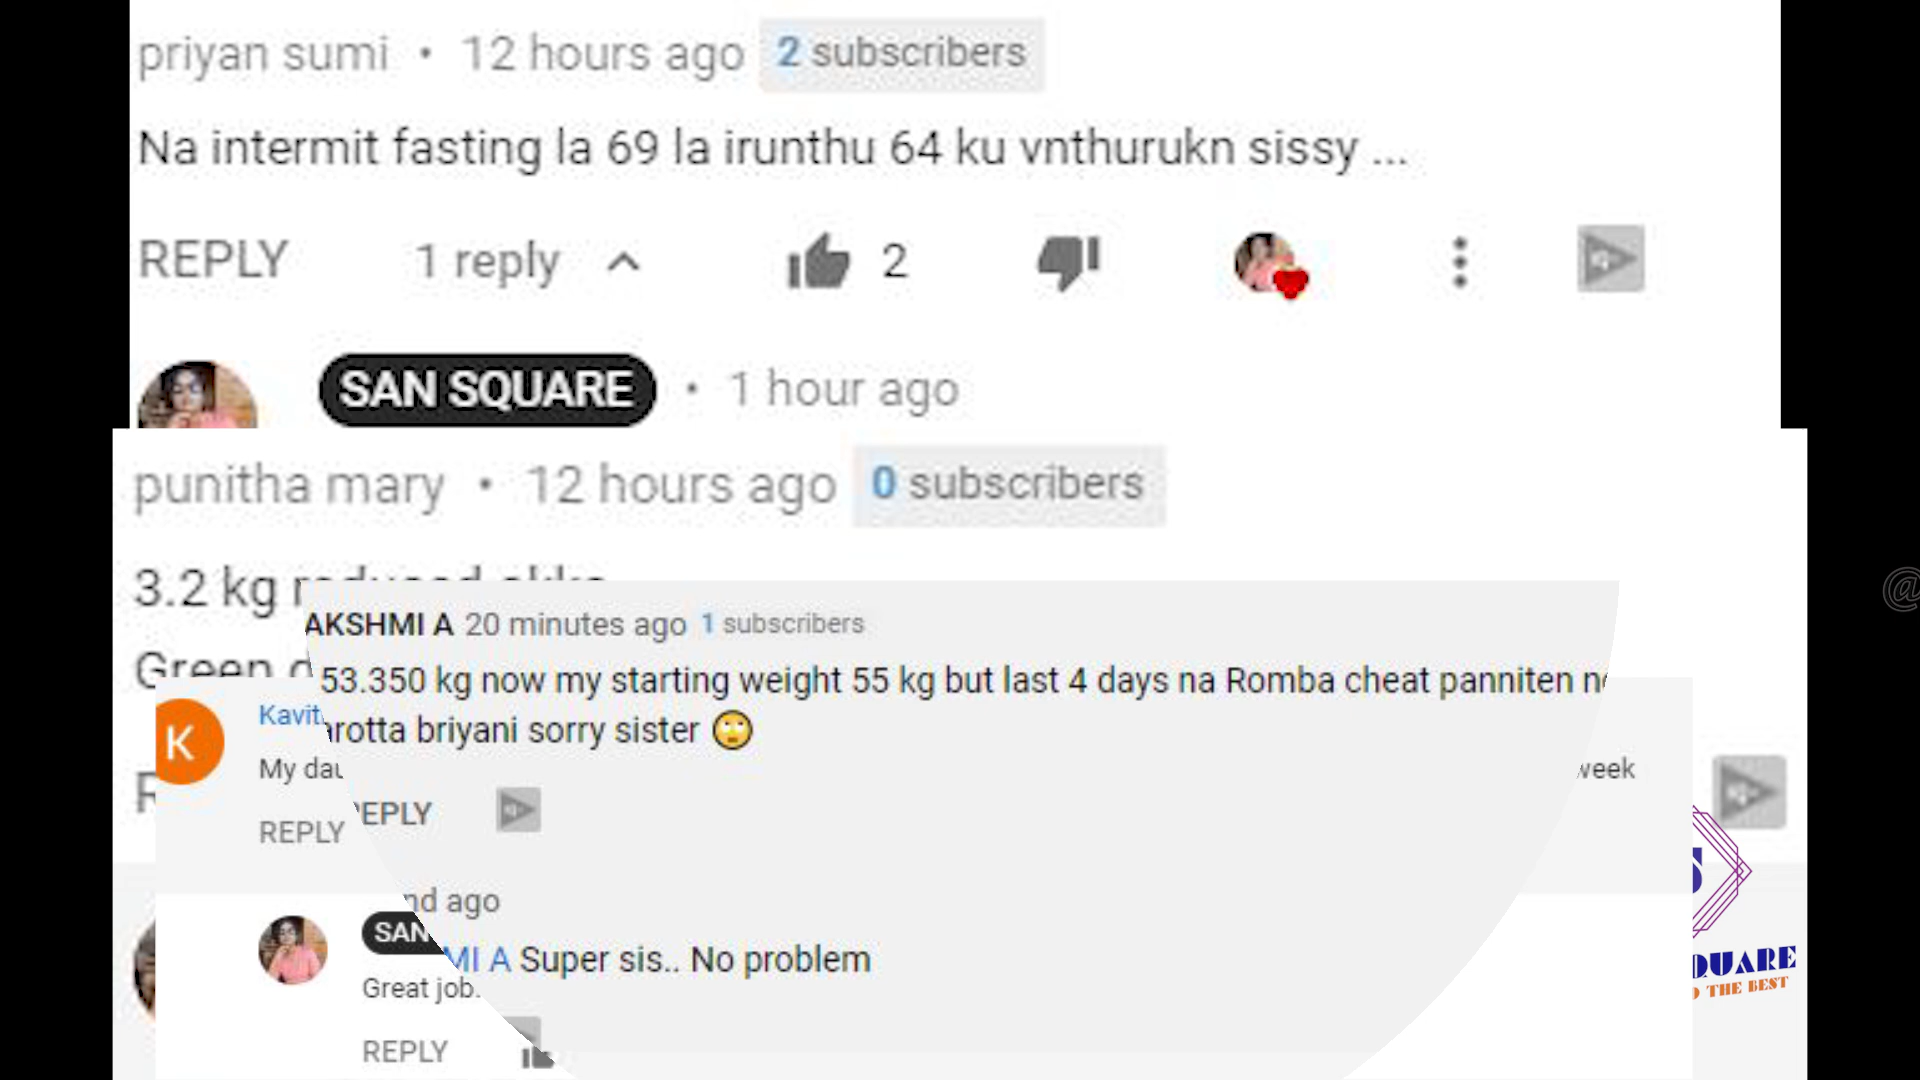 priyan sumi • 12 hours ago 2 subscribers
Na intermit fasting la 69 la irunthu 64 ku vnthurukn sissy ...
REPLY 1 reply 2
SAN SQUARE • 1 hour ago
punitha mary • 12 hours ago 0 subscribers
3.2 kg reduced akka
Green
AKSHMI A 20 minutes ago 1 subscribers
53.350 kg now my starting weight 55 kg but last 4 days na Romba cheat panniten
arotta briyani sorry sister 🙄
K
Kavit
My dau
week
REPLY
EPLY
nd ago
SAN
MI A Super sis.. No problem
Great job.
REPLY
S
QUARE
THE BEST
@